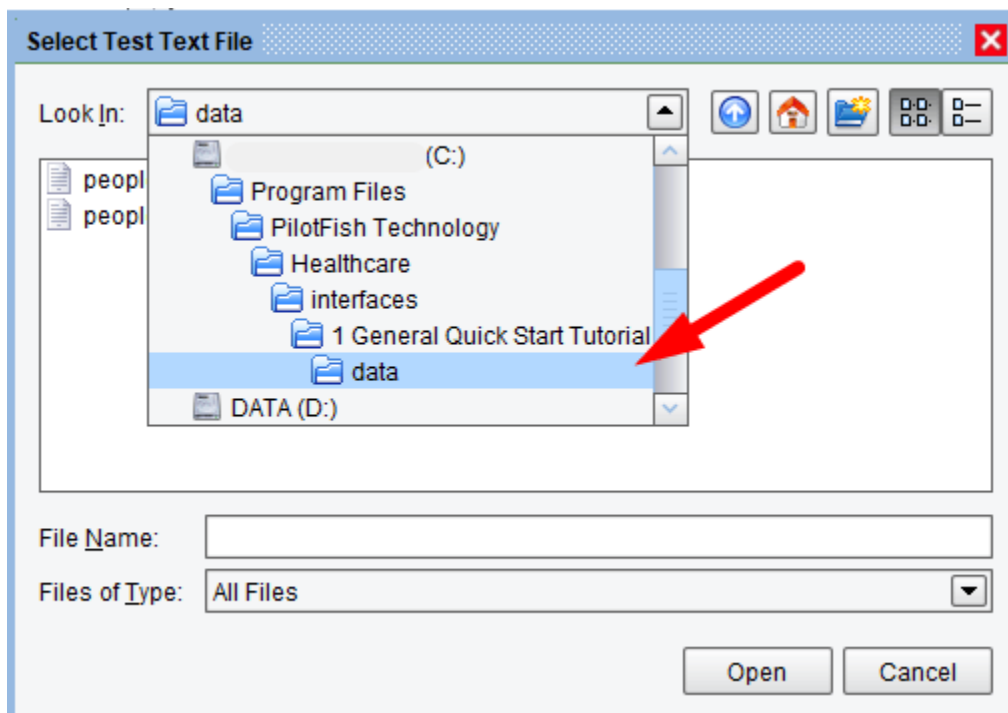 Select Test Text File
Look In:
data
(C:)
Program Files
PilotFish Technology
Healthcare
interfaces
1 General Quick Start Tutorial
data
DATA (D:)
peopl
peopl
File Name:
Files of Type:
All Files
Open
Cancel